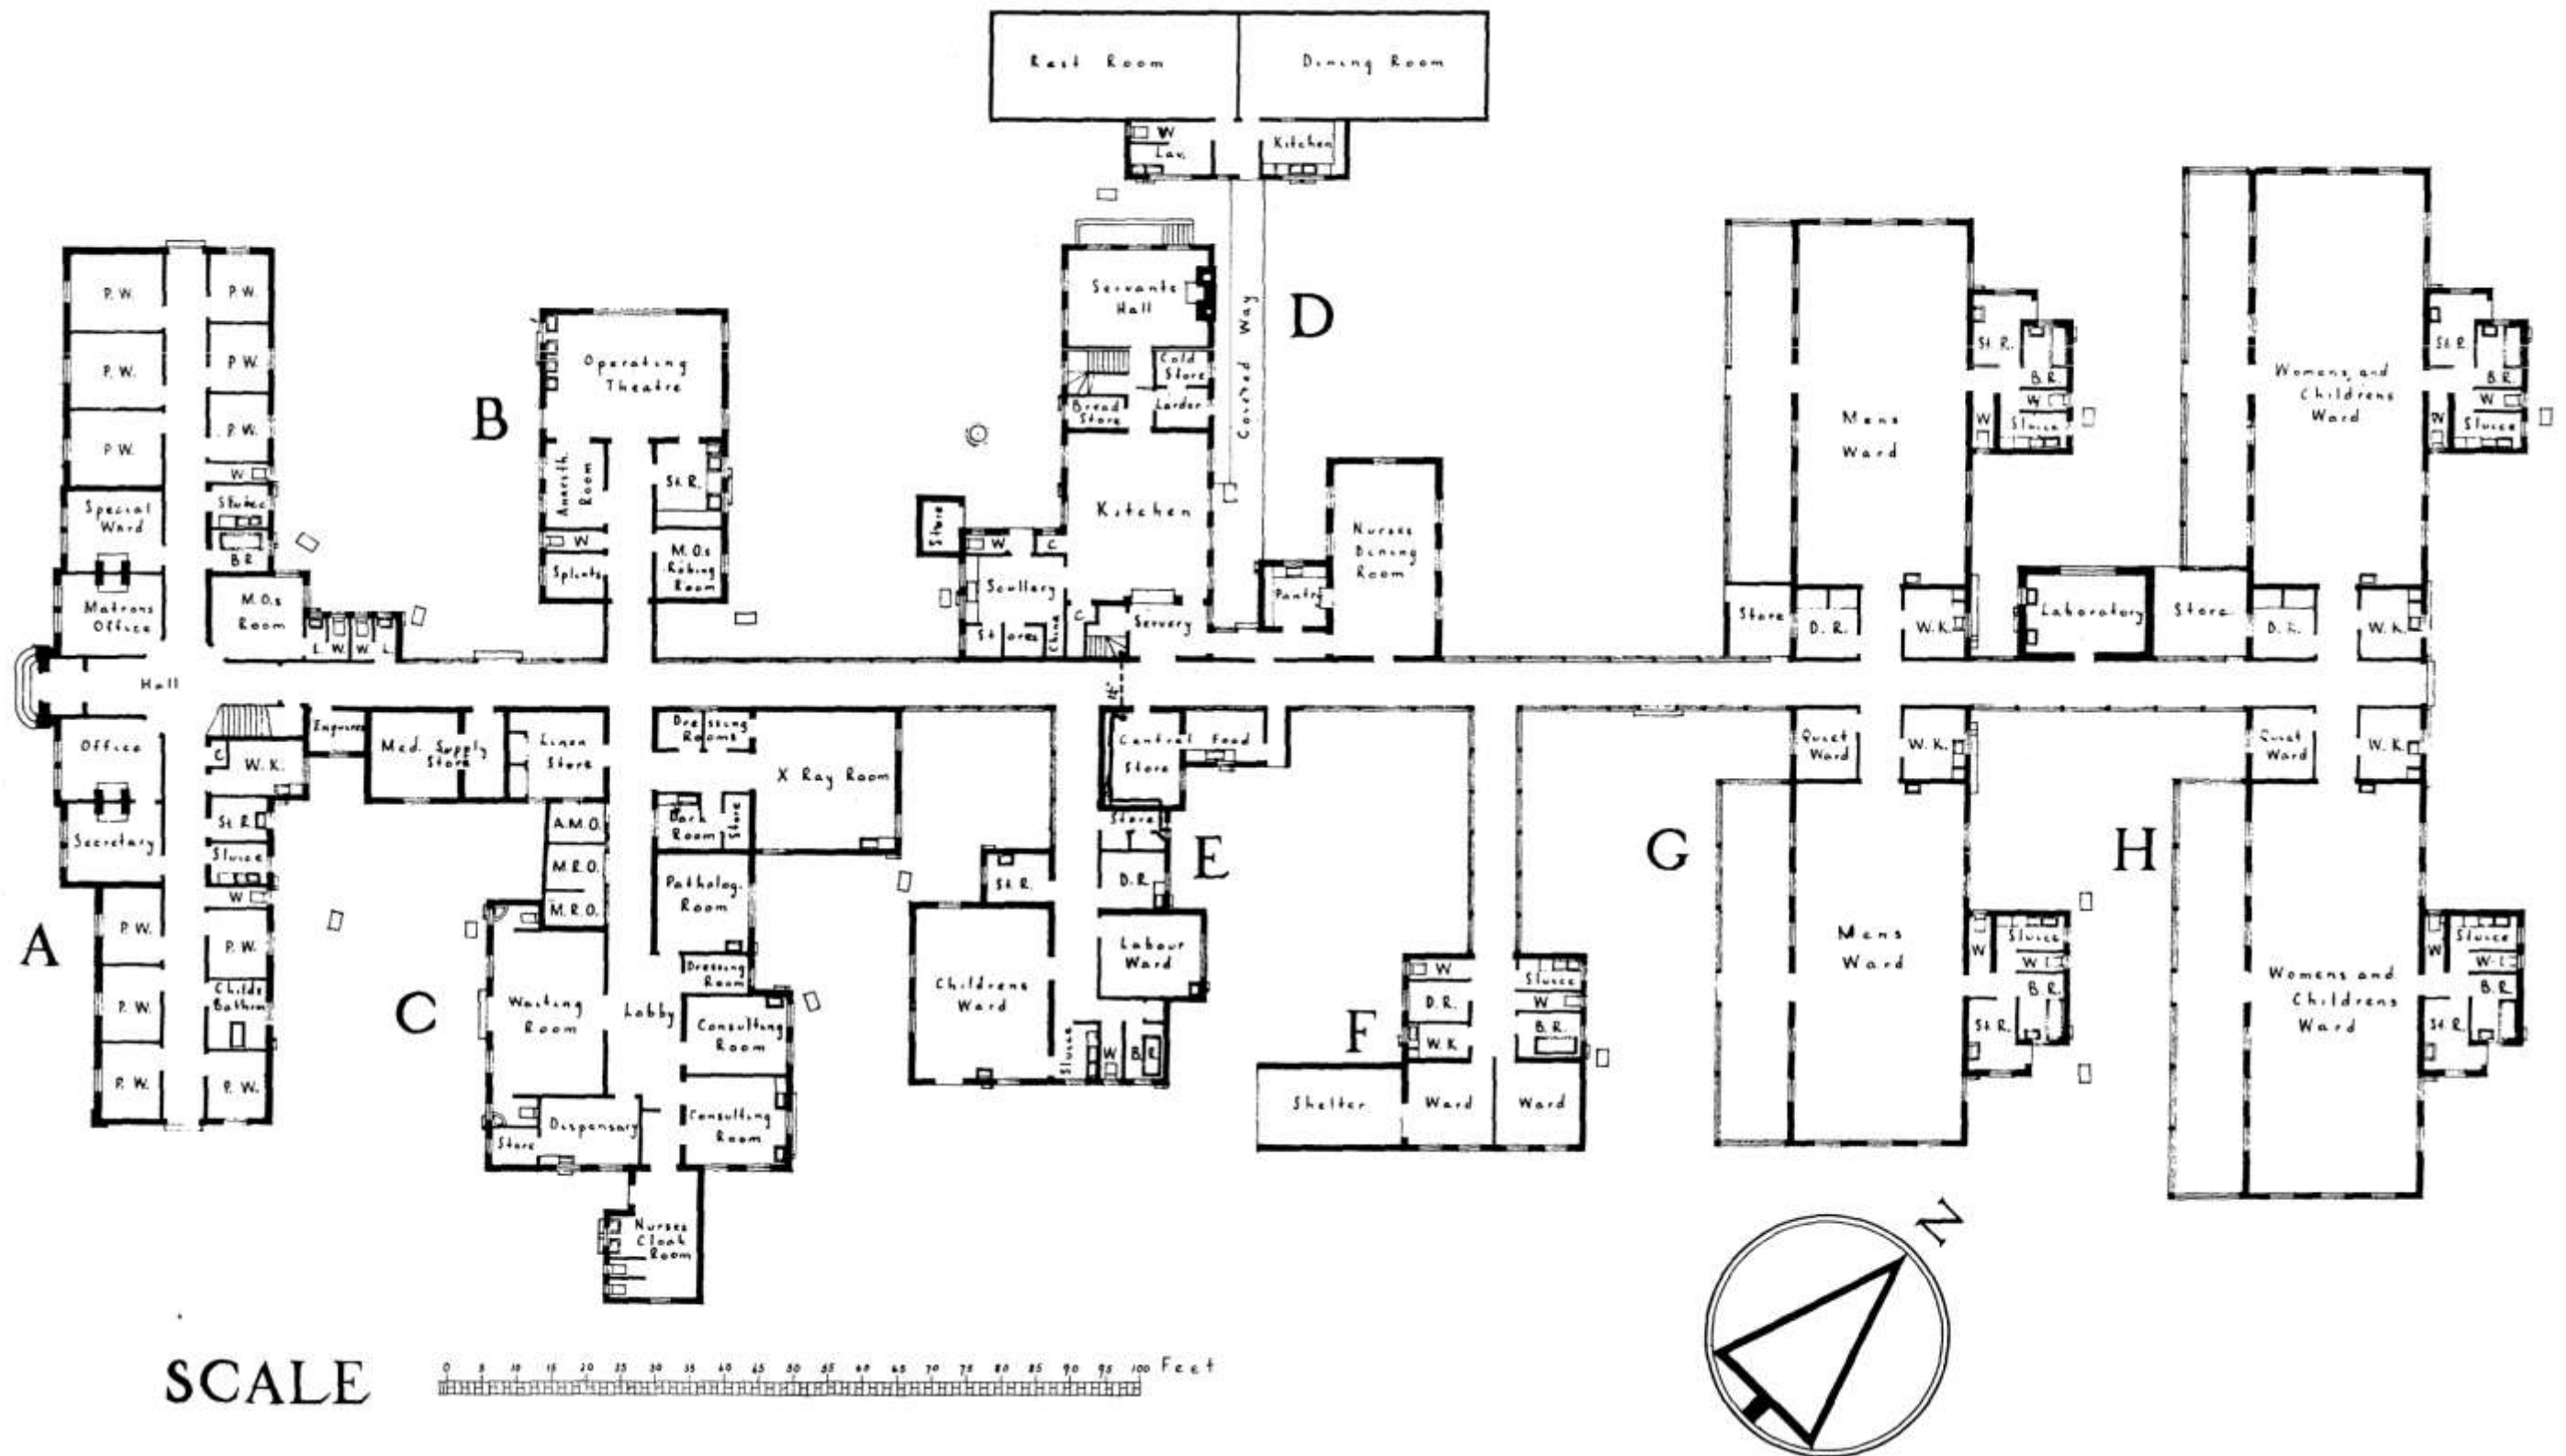 Rest Room
Dining Room
W
Lav.
Kitchen
Covered Way
D
Servants
Hall
Cold
Store
Bread
Store
Larder
Kitchen
Store
W
C.
Scullery
Stores
China
C
Servery
Pantry
Nurses
Dining
Room
P. W.
P. W.
P. W.
P. W.
P. W.
P. W.
W
Special
Ward
Sluice
B R
Matrons
Office
M. O.s
Room
L. W. W L.
Hall
B
Operating
Theatre
Anaesth.
Room
St. R.
W
Splints
M. O.s
Robing
Room
Mens
Ward
St. R.
B. R.
W
W
Sluice
Store
D. R.
W. K.
Laboratory
Store
Womens and
Childrens
Ward
St R
B. R.
W
W
Sluice
D. R.
W. K.
Office
Enquires
C
W. K.
Secretary
St. R
Sluice
W
A
P. W.
P. W.
P. W.
P. W.
Childs
Bathrm
P. W.
Med. Supply
Store
Linen
Store
A. M. O.
M. R. O.
M. R. O.
C
Waiting
Room
Lobby
Store
Dispensary
Dressing
Rooms
X Ray Room
Dark
Room
Store
Patholog.
Room
Dressing
Room
Consulting
Room
Consulting
Room
Nurses
Cloak
Room
Central Food
Store
Store
E
St. R.
D. R.
Childrens
Ward
Labour
Ward
Sluice
W
B. R.
F
W
D. R.
W. K
Sluice
W
B. R.
Shelter
Ward
Ward
G
Quiet
Ward
W. K.
Mens
Ward
W
Sluice
W
B. R.
St. R.
H
Quiet
Ward
W. K.
Womens and
Childrens
Ward
W
Sluice
W
B. R
St. R.
N
SCALE
0 5 10 15 20 25 30 35 40 45 50 55 60 65 70 75 80 85 90 95 100 Feet